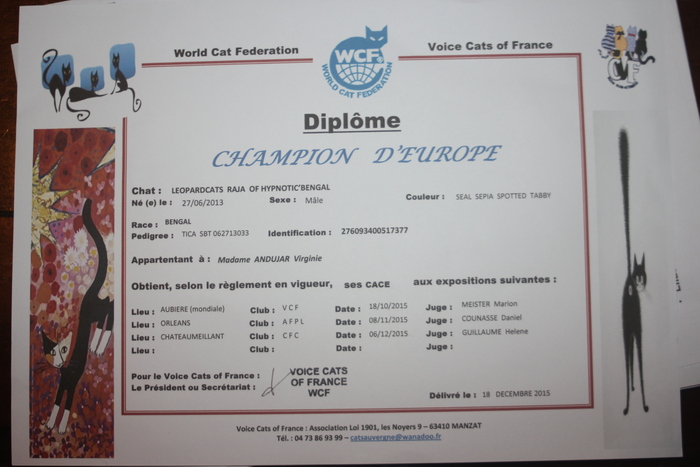 World Cat Federation
Voice Cats of France
WCF
WORLD CAT FEDERATION
Diplôme
CHAMPION D'EUROPE
Chat : LEOPARDCATS RAJA OF HYPNOTIC'BENGAL
Né (e) le : 27/06/2013 Sexe : Mâle Couleur : SEAL SEPIA SPOTTED TABBY
Race : BENGAL
Pedigree : TICA SBT 062713033 Identification : 276093400517377
Appartentant à : Madame ANDUJAR Virginie
Obtient, selon le règlement en vigueur, ses CACE aux expositions suivantes :
Lieu : AUBIERE (mondiale) Club : VCF Date : 18/10/2015 Juge : MEISTER Marion
Lieu : ORLEANS Club : AFPL Date : 08/11/2015 Juge : COUNASSE Daniel
Lieu : CHATEAUMEILLANT Club : CFC Date : 06/12/2015 Juge : GUILLAUME Helene
Lieu : Club : Date : Juge :
Pour le Voice Cats of France :
Le Président ou Secrétariat :
VOICE CATS
OF FRANCE
WCF
Délivré le : 18 DECEMBRE 2015
Voice Cats of France : Association Loi 1901, les Noyers 9 – 63410 MANZAT
Tél. : 04 73 86 93 99 – catsauvergne@wanadoo.fr